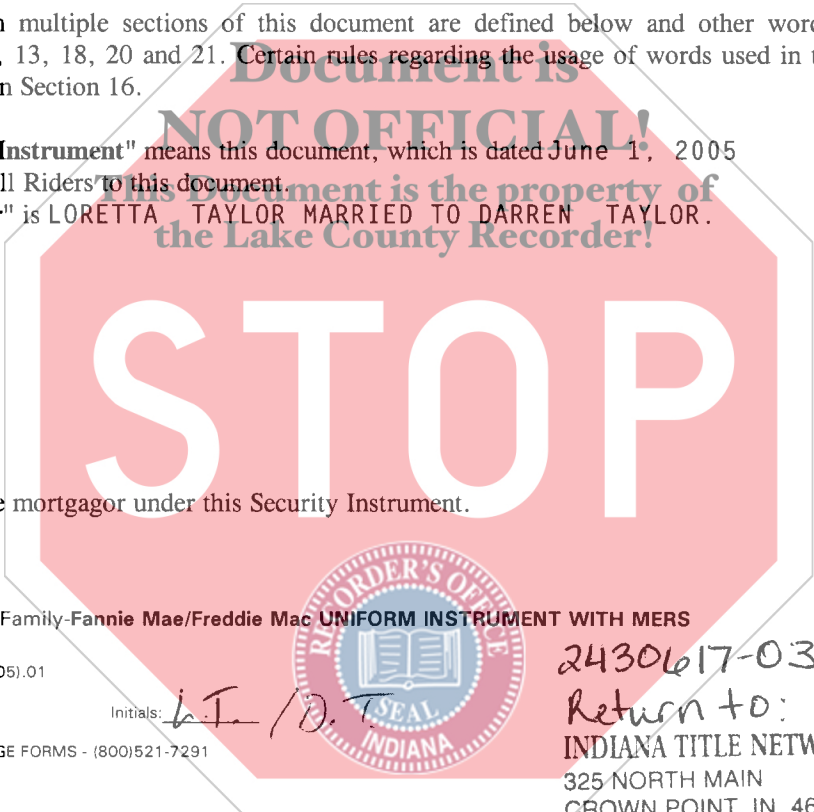 multiple sections of this document are defined below and other
13, 18, 20 and 21. Certain rules regarding the usage of words used in
Section 16.
Document is
NOT OFFICIAL!
This Document is the property of
the Lake County Recorder!
Instrument" means this document, which is dated June 1, 2005
Riders to this document.
" is LORETTA TAYLOR MARRIED TO DARREN TAYLOR.
STOP
mortgagor under this Security Instrument.
Family-Fannie Mae/Freddie Mac UNIFORM INSTRUMENT WITH MERS
05).01
Initials: L.T. / D.T.
GE FORMS - (800)521-7291
RECORDER'S OFFICE
SEAL
INDIANA
2430617-03
Return to:
INDIANA TITLE
325 NORTH MAIN
CROWN POINT, IN 46